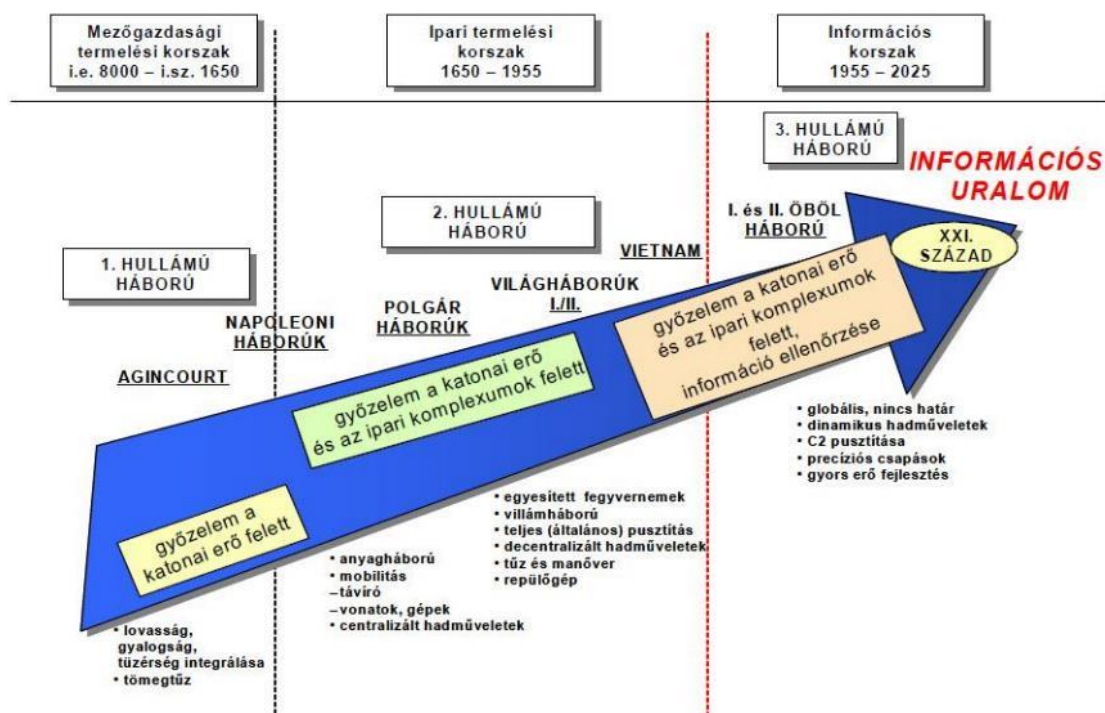 Mezőgazdasági
termelési korszak
i.e. 8000 – i.sz. 1650
Ipari termelési
korszak
1650 – 1955
Információs
korszak
1955 – 2025
1. HULLÁMÚ
HÁBORÚ
2. HULLÁMÚ
HÁBORÚ
3. HULLÁMÚ
HÁBORÚ
INFORMÁCIÓS
URALOM
AGINCOURT
NAPOLEONI
HÁBORÚK
POLGÁR
HÁBORÚK
VILÁGHÁBORÚK
I./II.
VIETNAM
I. és II. ÖBÖL
HÁBORÚ
XXI.
SZÁZAD
győzelem a
katonai erő felett
győzelem a katonai erő
és az ipari komplexumok felett
győzelem a katonai erő
és az ipari komplexumok
felett,
információ ellenőrzése
• lovasság,
gyalogság,
tüzérség integrálása
• tömegtűz
• anyagháború
• mobilitás
–távíró
–vonatok, gépek
• centralizált hadműveletek
• egyesített fegyvernemek
• villámháború
• teljes (általános) pusztítás
• decentralizált hadműveletek
• tűz és manőver
• repülőgép
• globális, nincs határ
• dinamikus hadműveletek
• C2 pusztítása
• precíziós csapások
• gyors erő fejlesztés